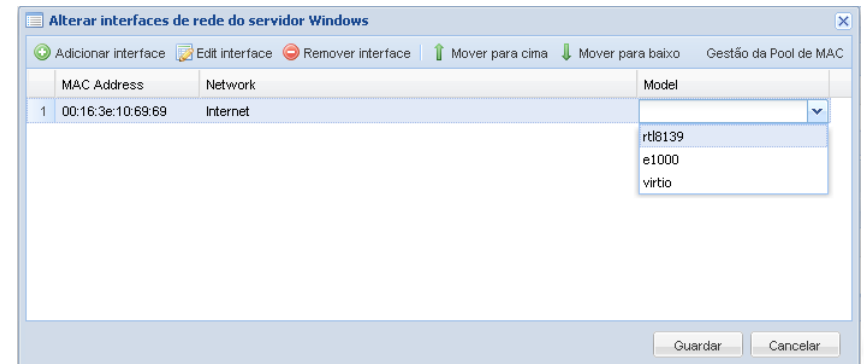 Alterar interfaces de rede do servidor Windows
Adicionar interface Edit interface Remover interface Mover para cima Mover para baixo Gestão da Pool de MAC
MAC Address Network Model
1 00:16:3e:10:69:69 Internet
rtl8139
e1000
virtio
Guardar Cancelar